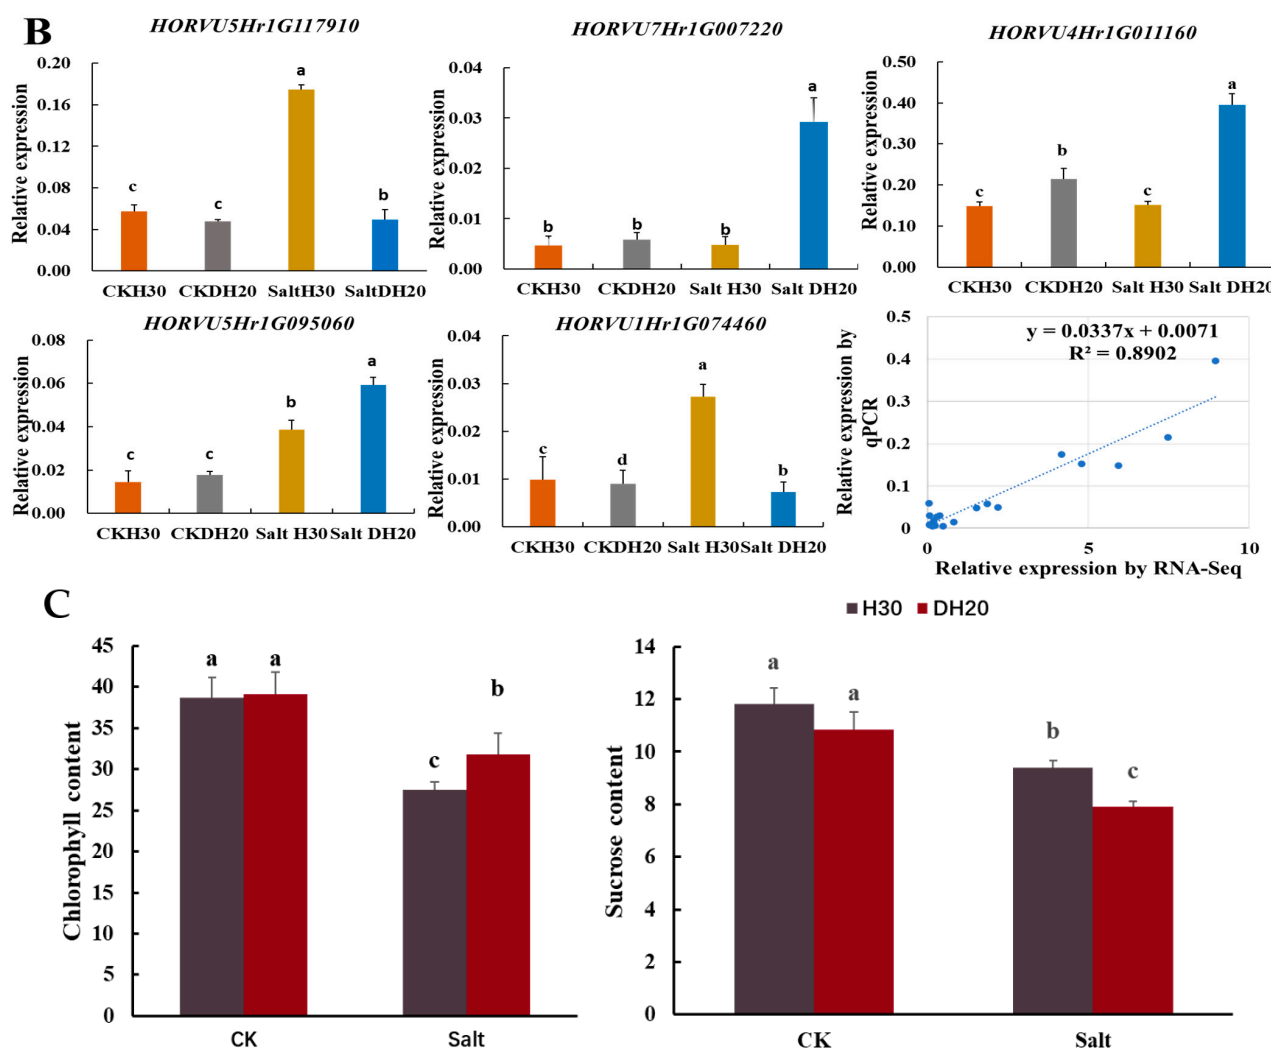 B
HORVU5Hr1G117910
Relative expression
0.20
0.16
0.12
0.08
0.04
0.00
c
c
a
b
CKH30 CKDH20 SaltH30 SaltDH20
HORVU7Hr1G007220
Relative expression
0.04
0.03
0.02
0.01
0.00
b
b
b
a
CKH30 CKDH20 Salt H30 Salt DH20
HORVU4Hr1G011160
Relative expression
0.50
0.40
0.30
0.20
0.10
0.00
c
b
c
a
CKH30 CKDH20 Salt H30 Salt DH20
HORVU5Hr1G095060
Relative expression
0.08
0.06
0.04
0.02
0.00
c
c
b
a
CKH30 CKDH20 Salt H30 Salt DH20
HORVU1Hr1G074460
Relative expression
0.04
0.03
0.02
0.01
0.00
c
d
a
b
CKH30 CKDH20 Salt H30 Salt DH20
Relative expression by
qPCR
0.5
0.4
0.3
0.2
0.1
0
y = 0.0337x + 0.0071
R² = 0.8902
0 5 10
Relative expression by RNA-Seq
C
H30 DH20
Chlorophyll content
45
40
35
30
25
20
15
10
5
0
a
a
c
b
CK Salt
Sucrose content
14
12
10
8
6
4
2
0
a
a
b
c
CK Salt